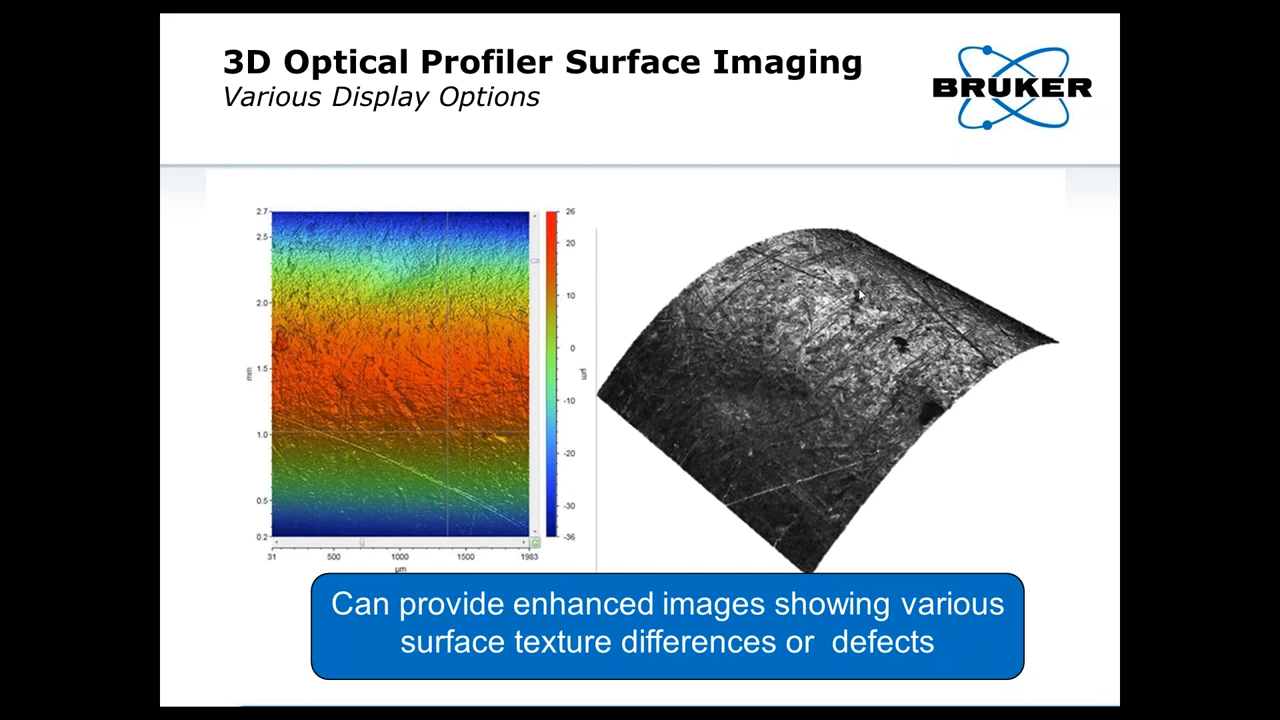 3D Optical Profiler Surface Imaging
Various Display Options
BRUKER
2.7
2.5
2.0
1.5
1.0
0.5
0.2
mm
31
500
1000
1500
1983
µm
26
20
10
0
-10
-20
-30
-36
µm
Can provide enhanced images showing various
surface texture differences or  defects